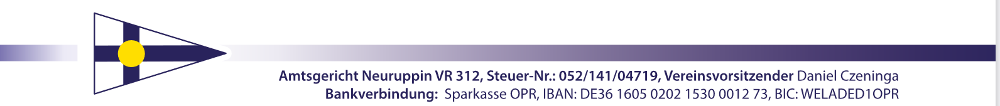 Amtsgericht Neuruppin VR 312, Steuer-Nr.: 052/141/04719, Vereinsvorsitzender Daniel Czeninga
Bankverbindung: Sparkasse OPR, IBAN: DE36 1605 0202 1530 0012 73, BIC: WELADED1OPR